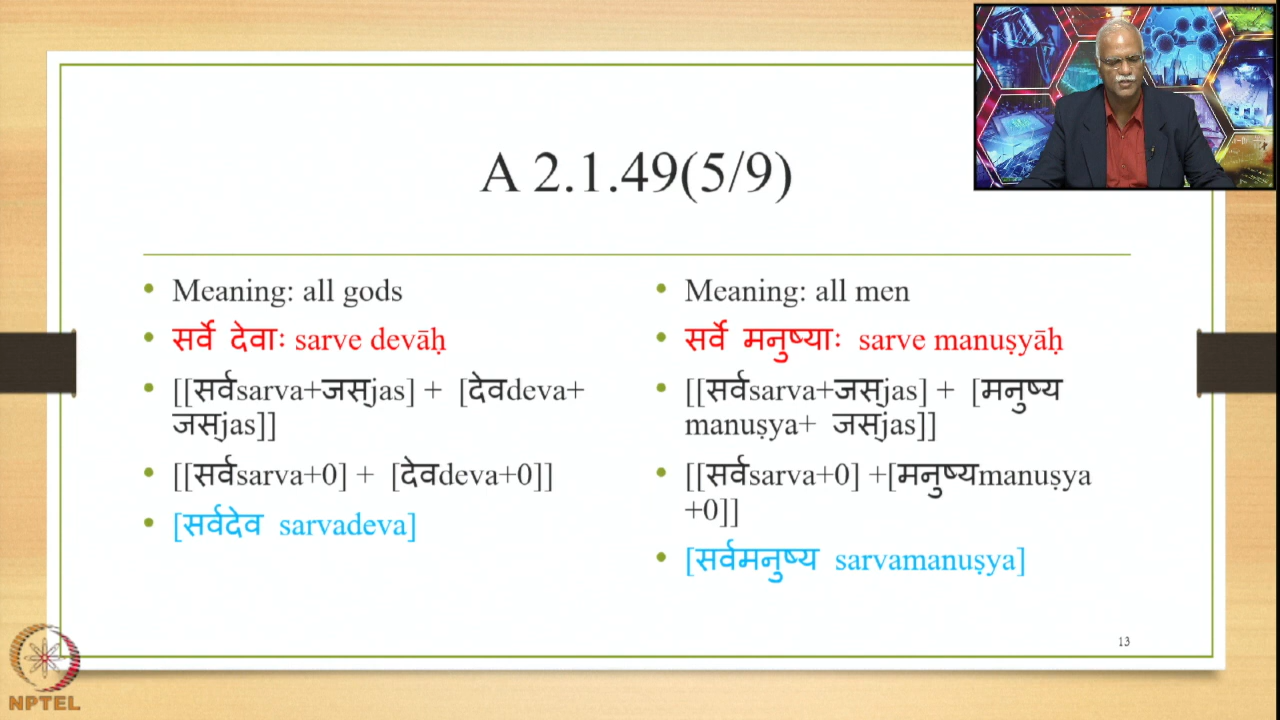 A 2.1.49(5/9)
Meaning: all gods
सर्वे देवाः sarve devāḥ
[[सर्वsarva+जस्jas] + [देवdeva+
जस्jas]]
[[सर्वsarva+0] + [देवdeva+0]]
[सर्वदेव sarvadeva]
Meaning: all men
सर्वे मनुष्याः sarve manuṣyāḥ
[[सर्वsarva+जस्jas] + [मनुष्य
manuṣya+ जस्jas]]
[[सर्वsarva+0] +[मनुष्यmanuṣya
+0]]
[सर्वमनुष्य sarvamanuṣya]
13
NPTEL